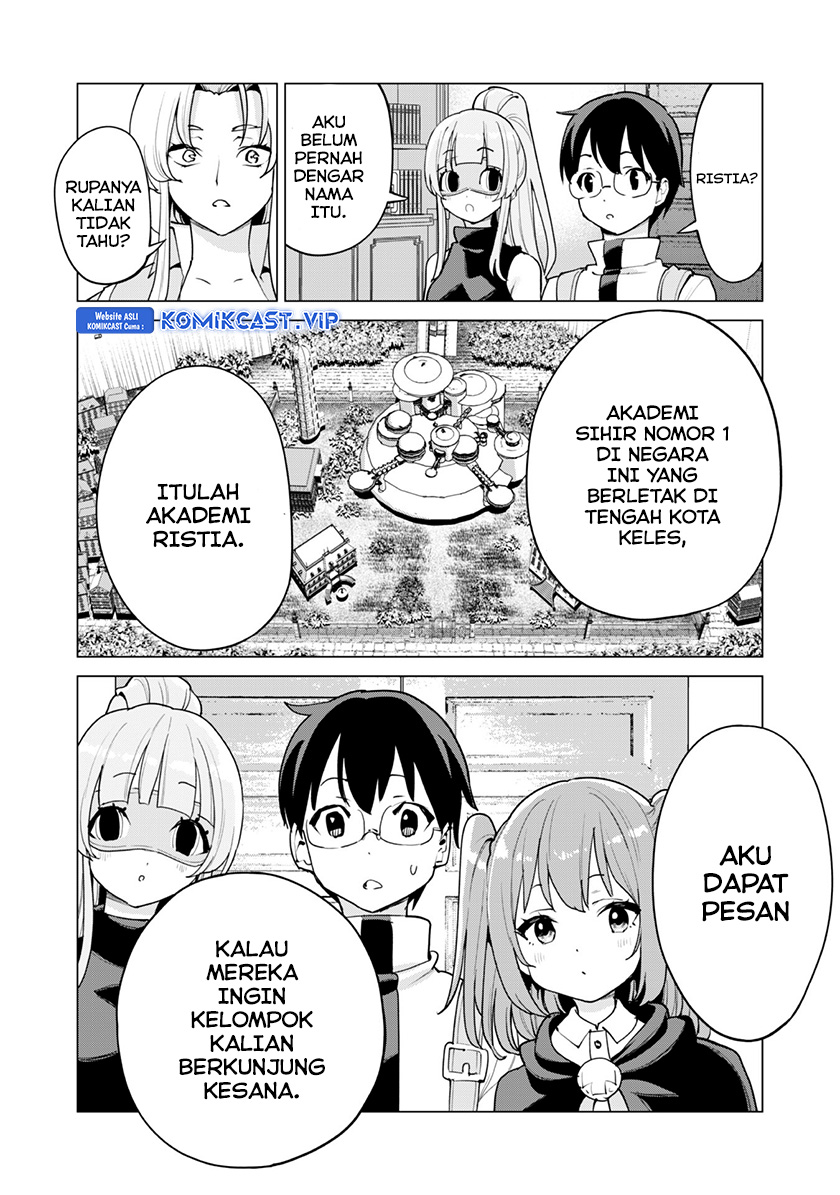 RISTIA?
AKU
BELUM
PERNAH
DENGAR
NAMA
ITU.
RUPANYA
KALIAN
TIDAK
TAHU?
Website ASLI
KOMIKCAST Cuma :
KOMIKCAST.VIP
AKADEMI
SIHIR NOMOR 1
DI NEGARA
INI YANG
BERLETAK DI
TENGAH KOTA
KELES,
ITULAH
AKADEMI
RISTIA.
AKU
DAPAT
PESAN
KALAU
MEREKA
INGIN
KELOMPOK
KALIAN
BERKUNJUNG
KESANA.